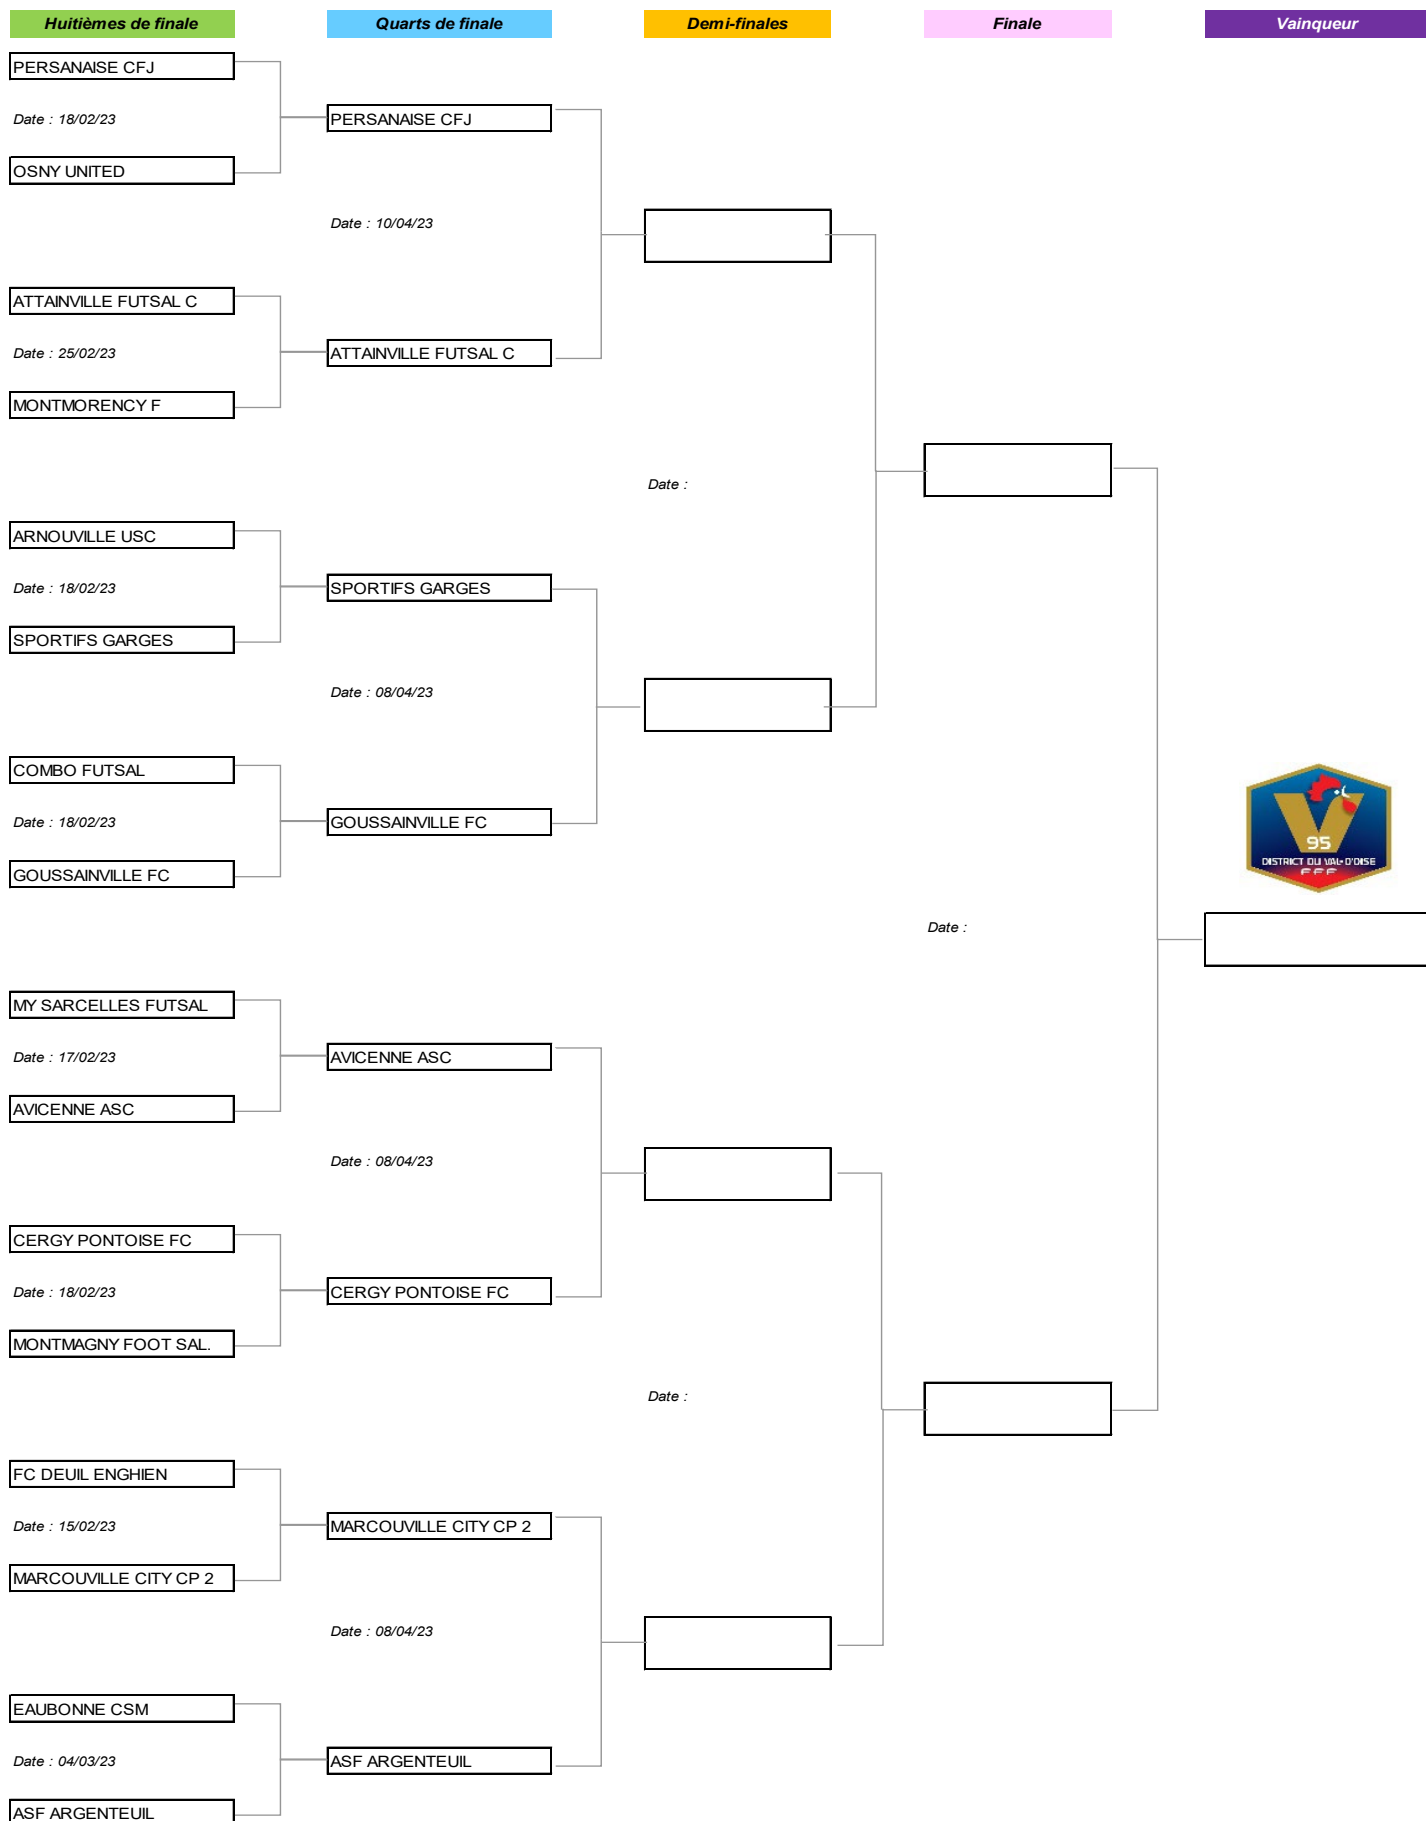 Huitièmes de finale
Quarts de finale
Demi-finales
Finale
Vainqueur
PERSANAISE CFJ
Date : 18/02/23
PERSANAISE CFJ
OSNY UNITED
Date : 10/04/23
ATTAINVILLE FUTSAL C
Date : 25/02/23
ATTAINVILLE FUTSAL C
MONTMORENCY F
Date :
ARNOUVILLE USC
Date : 18/02/23
SPORTIFS GARGES
SPORTIFS GARGES
Date : 08/04/23
COMBO FUTSAL
Date : 18/02/23
GOUSSAINVILLE FC
GOUSSAINVILLE FC
V
95
DISTRICT DU VAL-D'OISE
FFF
Date :
MY SARCELLES FUTSAL
Date : 17/02/23
AVICENNE ASC
AVICENNE ASC
Date : 08/04/23
CERGY PONTOISE FC
Date : 18/02/23
CERGY PONTOISE FC
MONTMAGNY FOOT SAL.
Date :
FC DEUIL ENGHIEN
Date : 15/02/23
MARCOUVILLE CITY CP 2
MARCOUVILLE CITY CP 2
Date : 08/04/23
EAUBONNE CSM
Date : 04/03/23
ASF ARGENTEUIL
ASF ARGENTEUIL